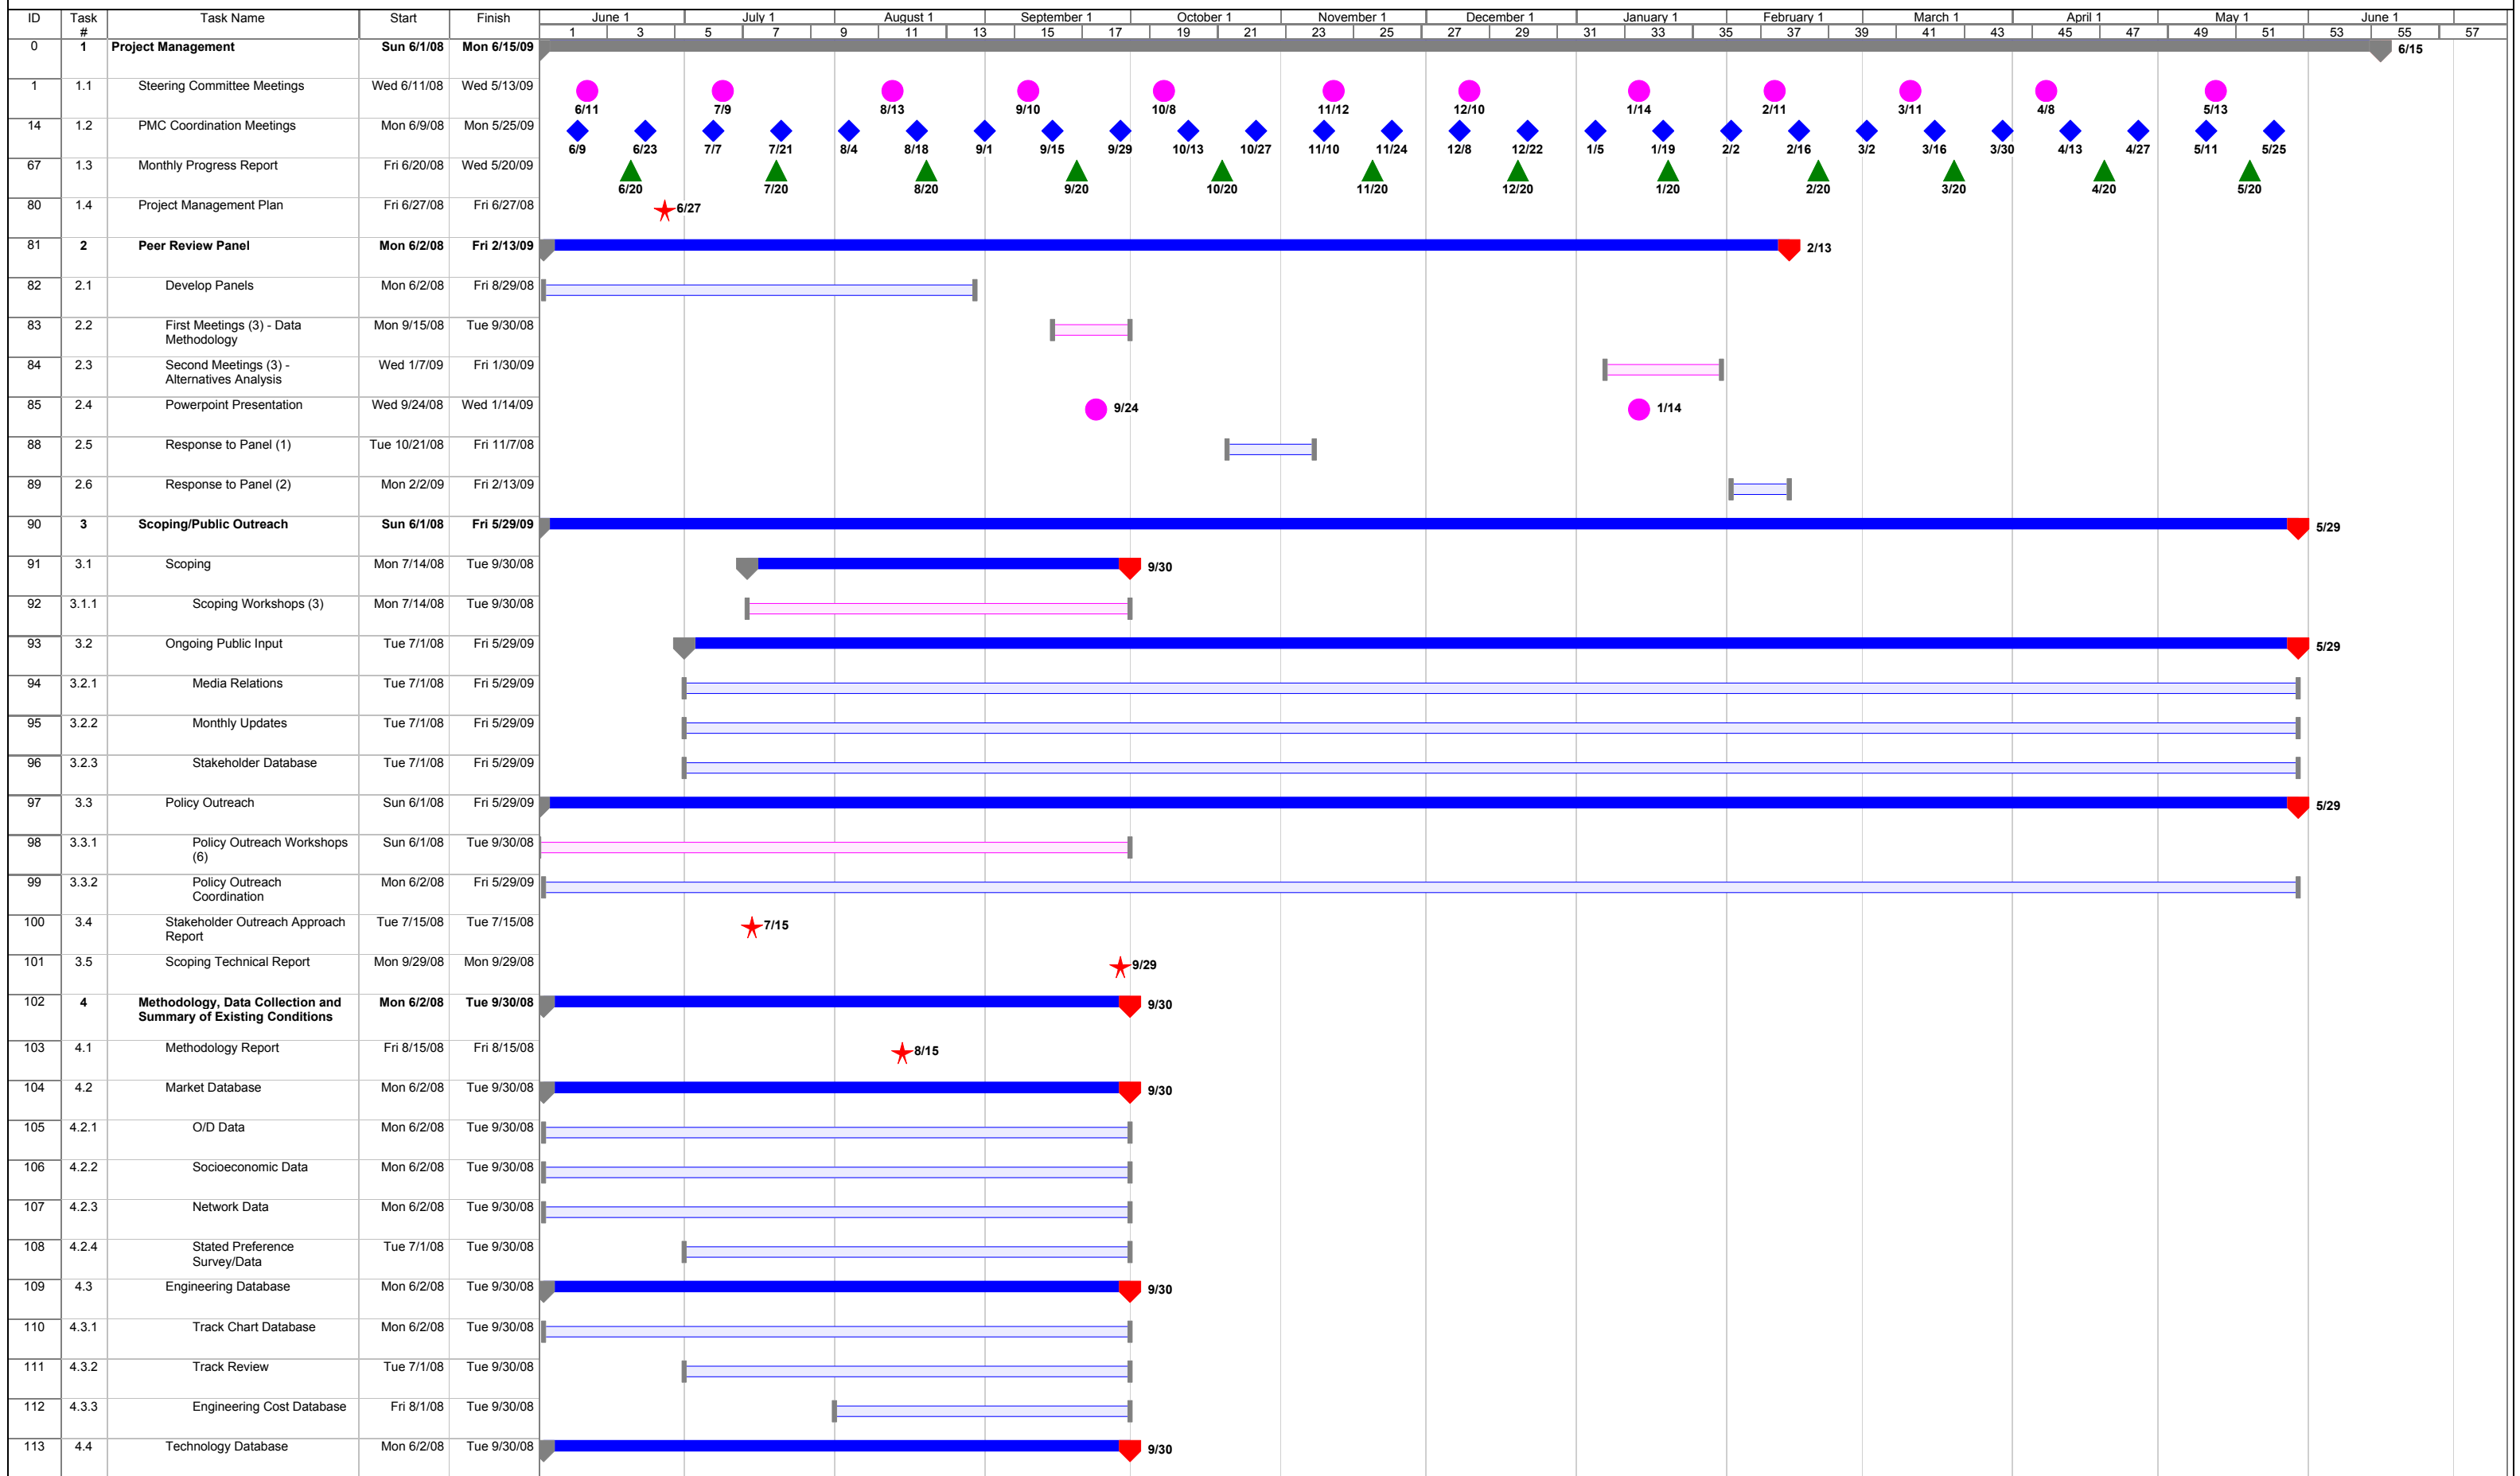 ID Task # Task Name Start Finish June 1 July 1 August 1 September 1 October 1 November 1 December 1 January 1 February 1 March 1 April 1 May 1 June 1
1 3 5 7 9 11 13 15 17 19 21 23 25 27 29 31 33 35 37 39 41 43 45 47 49 51 53 55 57
0 1 Project Management Sun 6/1/08 Mon 6/15/09 6/15
1 1.1 Steering Committee Meetings Wed 6/11/08 Wed 5/13/09
6/11 7/9 8/13 9/10 10/8 11/12 12/10 1/14 2/11 3/11 4/8 5/13
14 1.2 PMC Coordination Meetings Mon 6/9/08 Mon 5/25/09
6/9 6/23 7/7 7/21 8/4 8/18 9/1 9/15 9/29 10/13 10/27 11/10 11/24 12/8 12/22 1/5 1/19 2/2 2/16 3/2 3/16 3/30 4/13 4/27 5/11 5/25
67 1.3 Monthly Progress Report Fri 6/20/08 Wed 5/20/09
6/20 7/20 8/20 9/20 10/20 11/20 12/20 1/20 2/20 3/20 4/20 5/20
80 1.4 Project Management Plan Fri 6/27/08 Fri 6/27/08 6/27
81 2 Peer Review Panel Mon 6/2/08 Fri 2/13/09 2/13
82 2.1 Develop Panels Mon 6/2/08 Fri 8/29/08
83 2.2 First Meetings (3) - Data Mon 9/15/08 Tue 9/30/08
Methodology
84 2.3 Second Meetings (3) - Wed 1/7/09 Fri 1/30/09
Alternatives Analysis
85 2.4 Powerpoint Presentation Wed 9/24/08 Wed 1/14/09 9/24 1/14
88 2.5 Response to Panel (1) Tue 10/21/08 Fri 11/7/08
89 2.6 Response to Panel (2) Mon 2/2/09 Fri 2/13/09
90 3 Scoping/Public Outreach Sun 6/1/08 Fri 5/29/09 5/29
91 3.1 Scoping Mon 7/14/08 Tue 9/30/08 9/30
92 3.1.1 Scoping Workshops (3) Mon 7/14/08 Tue 9/30/08
93 3.2 Ongoing Public Input Tue 7/1/08 Fri 5/29/09 5/29
94 3.2.1 Media Relations Tue 7/1/08 Fri 5/29/09
95 3.2.2 Monthly Updates Tue 7/1/08 Fri 5/29/09
96 3.2.3 Stakeholder Database Tue 7/1/08 Fri 5/29/09
97 3.3 Policy Outreach Sun 6/1/08 Fri 5/29/09 5/29
98 3.3.1 Policy Outreach Workshops Sun 6/1/08 Tue 9/30/08
(6)
99 3.3.2 Policy Outreach Mon 6/2/08 Fri 5/29/09
Coordination
100 3.4 Stakeholder Outreach Approach Tue 7/15/08 Tue 7/15/08 7/15
Report
101 3.5 Scoping Technical Report Mon 9/29/08 Mon 9/29/08 9/29
102 4 Methodology, Data Collection and Mon 6/2/08 Tue 9/30/08 9/30
Summary of Existing Conditions
103 4.1 Methodology Report Fri 8/15/08 Fri 8/15/08 8/15
104 4.2 Market Database Mon 6/2/08 Tue 9/30/08 9/30
105 4.2.1 O/D Data Mon 6/2/08 Tue 9/30/08
106 4.2.2 Socioeconomic Data Mon 6/2/08 Tue 9/30/08
107 4.2.3 Network Data Mon 6/2/08 Tue 9/30/08
108 4.2.4 Stated Preference Tue 7/1/08 Tue 9/30/08
Survey/Data
109 4.3 Engineering Database Mon 6/2/08 Tue 9/30/08 9/30
110 4.3.1 Track Chart Database Mon 6/2/08 Tue 9/30/08
111 4.3.2 Track Review Tue 7/1/08 Tue 9/30/08
112 4.3.3 Engineering Cost Database Fri 8/1/08 Tue 9/30/08
113 4.4 Technology Database Mon 6/2/08 Tue 9/30/08 9/30